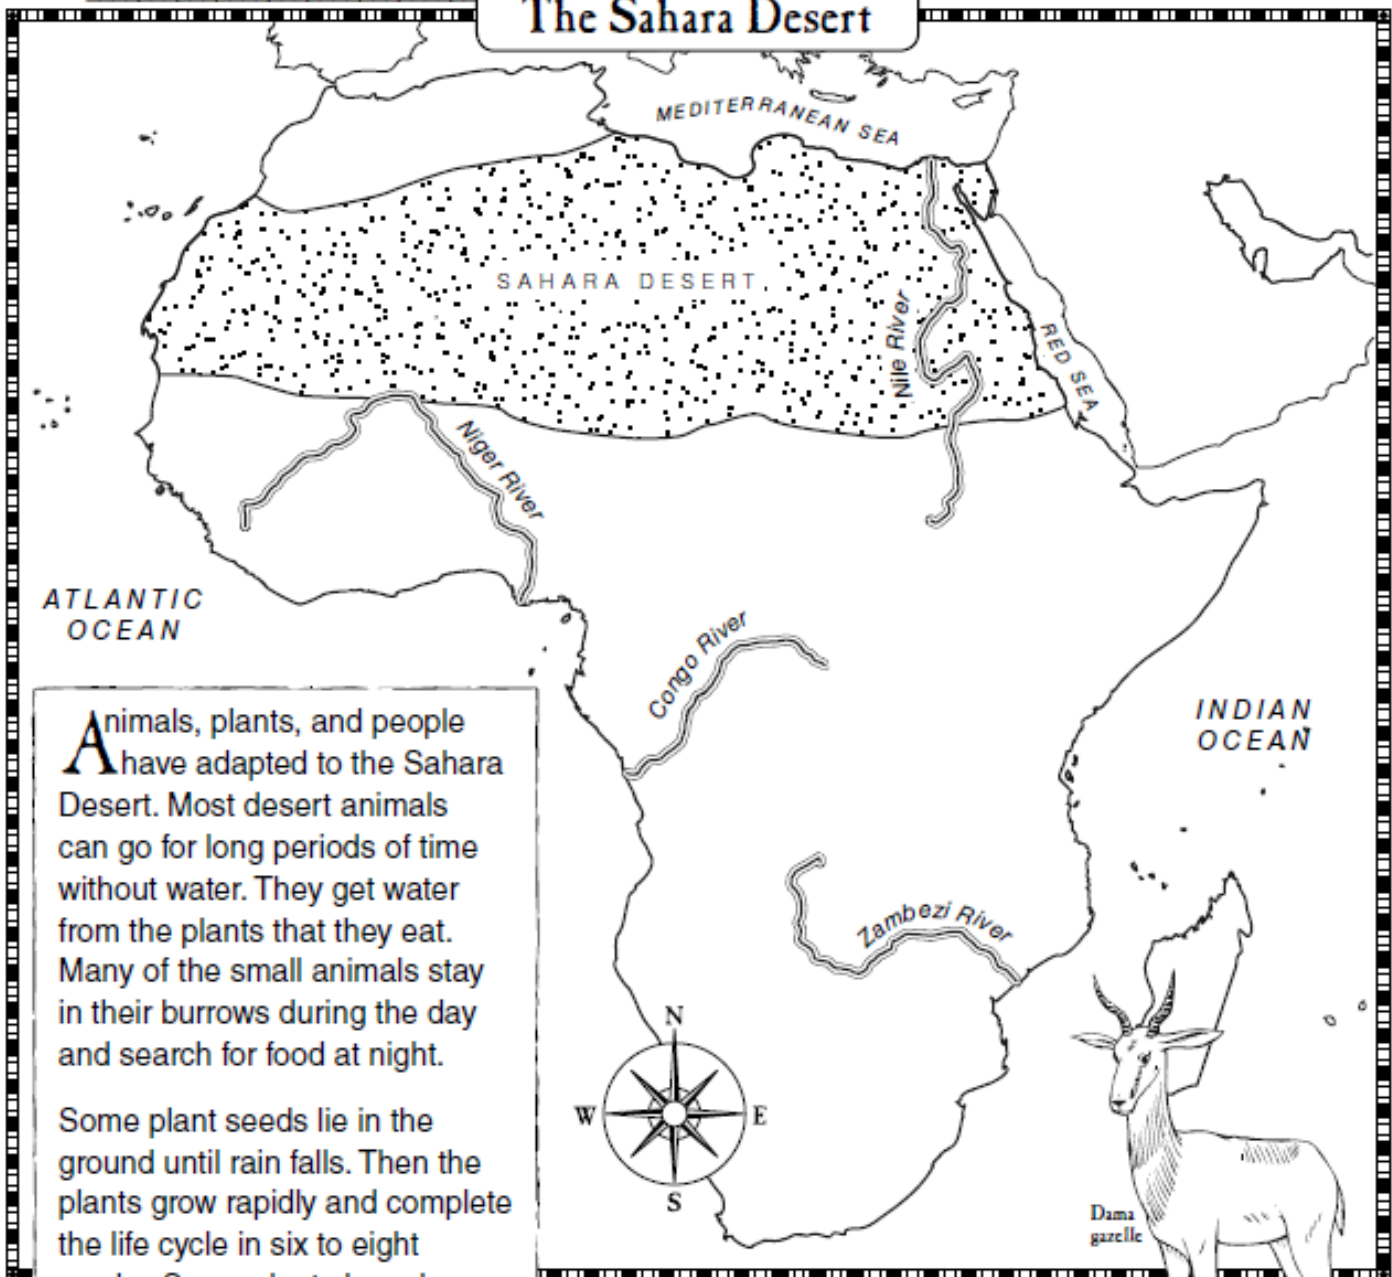 The Sahara Desert
MEDITERRANEAN SEA
SAHARA DESERT
Nile River
RED SEA
Niger River
ATLANTIC
OCEAN
Congo River
INDIAN
OCEAN
Animals, plants, and people
have adapted to the Sahara
Desert. Most desert animals
can go for long periods of time
without water. They get water
from the plants that they eat.
Many of the small animals stay
in their burrows during the day
and search for food at night.
Some plant seeds lie in the
ground until rain falls. Then the
plants grow rapidly and complete
the life cycle in six to eight
Zambezi River
N
W
E
S
Dama
gazelle